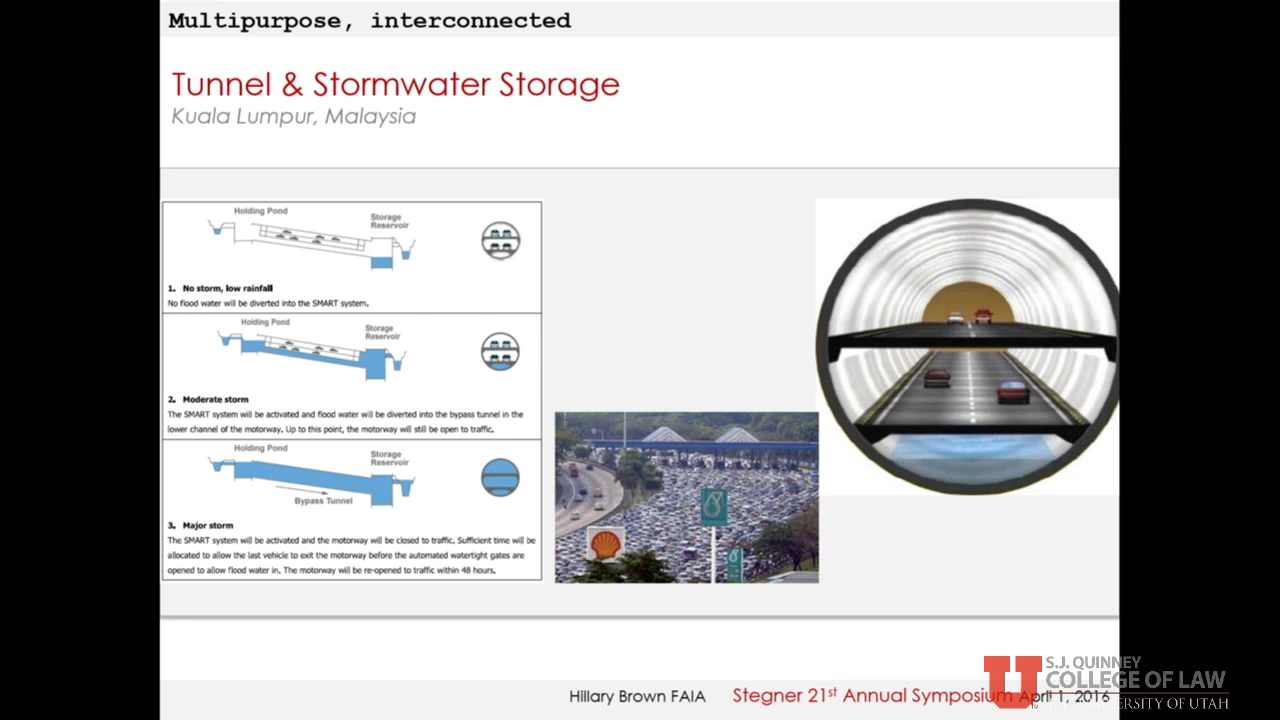 Multipurpose, interconnected
Tunnel & Stormwater Storage
Kuala Lumpur, Malaysia
Holding Pond
Storage
Reservoir
1. No storm, low rainfall
No flood water will be diverted into the SMART system.
Holding Pond
Storage
Reservoir
2. Moderate storm
The SMART system will be activated and flood water will be diverted into the bypass tunnel in the
lower channel of the motorway. Up to this point, the motorway will still be open to traffic.
Holding Pond
Storage
Reservoir
Bypass Tunnel
3. Major storm
The SMART system will be activated and the motorway will be closed to traffic. Sufficient time will be
allocated to allow the last vehicle to exit the motorway before the automated watertight gates are
opened to allow flood water in. The motorway will be re-opened to traffic within 48 hours.
Hillary Brown FAIA Stegner 21st Annual Symposium April 1, 2016
S.J. QUINNEY
COLLEGE OF LAW
UNIVERSITY OF UTAH